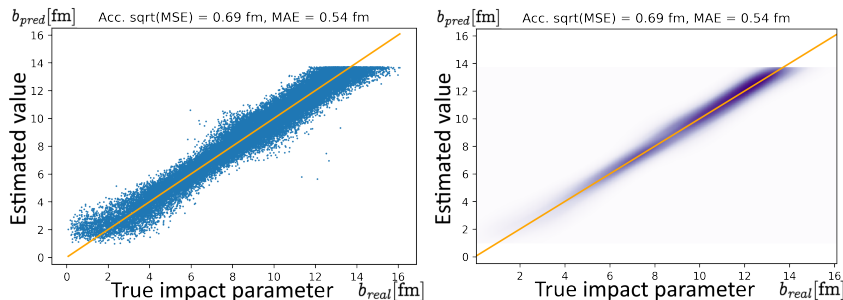 b_pred[fm] Acc. sqrt(MSE) = 0.69 fm, MAE = 0.54 fm
16
14
12
10
8
6
4
2
0
Estimated value
0 2 4 6 8 10 12 14 16
True impact parameter b_real[fm]
b_pred[fm] Acc. sqrt(MSE) = 0.69 fm, MAE = 0.54 fm
16
14
12
10
8
6
4
2
0
Estimated value
2 4 6 8 10 12 14 16
True impact parameter b_real[fm]